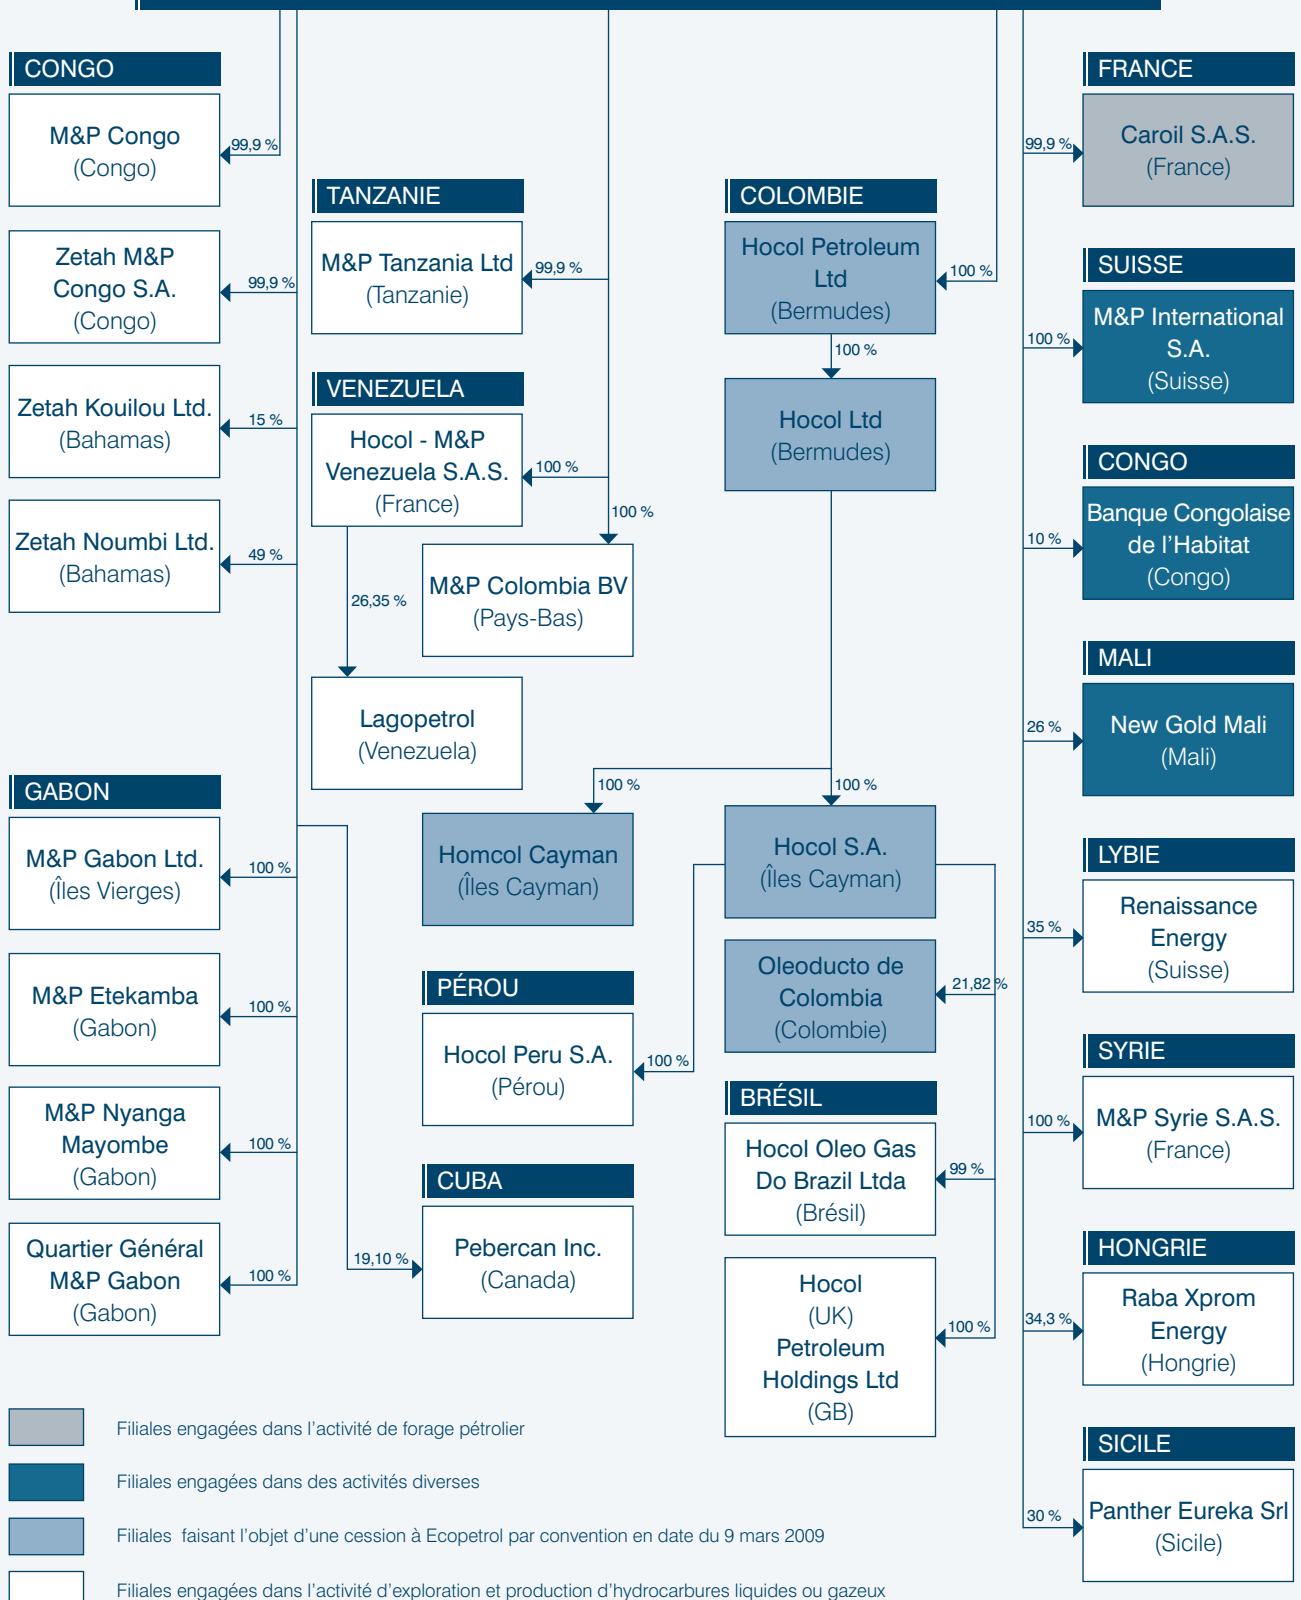 CONGO
M&P Congo
(Congo)
99,9 %
Zetah M&P
Congo S.A.
(Congo)
99,9 %
Zetah Kouilou Ltd.
(Bahamas)
15 %
Zetah Noumbi Ltd.
(Bahamas)
49 %
GABON
M&P Gabon Ltd.
(Îles Vierges)
100 %
M&P Etekamba
(Gabon)
100 %
M&P Nyanga
Mayombe
(Gabon)
100 %
Quartier Général
M&P Gabon
(Gabon)
100 %
TANZANIE
M&P Tanzania Ltd
(Tanzanie)
99,9 %
VENEZUELA
Hocol - M&P
Venezuela S.A.S.
(France)
100 %
100 %
M&P Colombia BV
(Pays-Bas)
26,35 %
Lagopetrol
(Venezuela)
COLOMBIE
Hocol Petroleum
Ltd
(Bermudes)
100 %
100 %
Hocol Ltd
(Bermudes)
100 %
100 %
Homcol Cayman
(Îles Cayman)
Hocol S.A.
(Îles Cayman)
Oleoducto de
Colombia
(Colombie)
21,82 %
PÉROU
Hocol Peru S.A.
(Pérou)
100 %
BRÉSIL
Hocol Oleo Gas
Do Brazil Ltda
(Brésil)
99 %
Hocol
(UK)
Petroleum
Holdings Ltd
(GB)
100 %
CUBA
Pebercan Inc.
(Canada)
19,10 %
FRANCE
Caroil S.A.S.
(France)
99,9 %
SUISSE
M&P International
S.A.
(Suisse)
100 %
CONGO
Banque Congolaise
de l'Habitat
(Congo)
10 %
MALI
New Gold Mali
(Mali)
26 %
LYBIE
Renaissance
Energy
(Suisse)
35 %
SYRIE
M&P Syrie S.A.S.
(France)
100 %
HONGRIE
Raba Xprom
Energy
(Hongrie)
34,3 %
SICILE
Panther Eureka Srl
(Sicile)
30 %
Filiales engagées dans l'activité de forage pétrolier
Filiales engagées dans des activités diverses
Filiales faisant l'objet d'une cession à Ecopetrol par convention en date du 9 mars 2009
Filiales engagées dans l'activité d'exploration et production d'hydrocarbures liquides ou gazeux